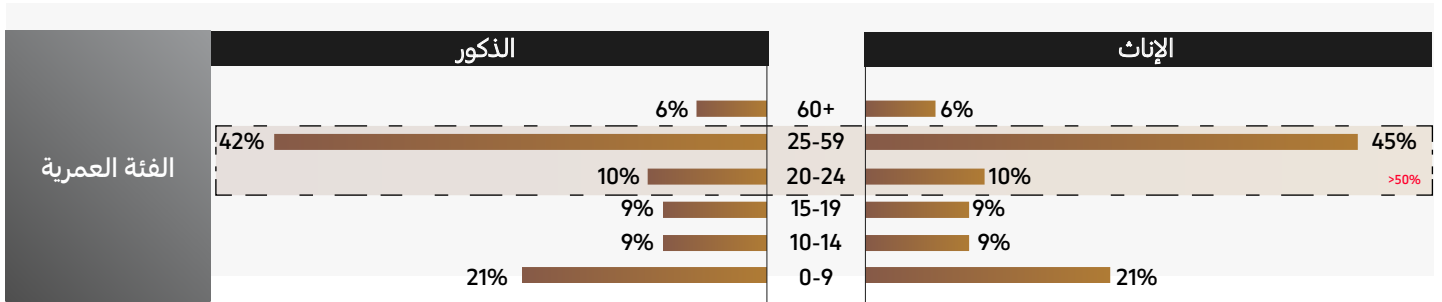 الذكور
الإناث
الفئة العمرية
6% 60+ 6%
42% 25-59 45%
10% 20-24 10%
>50%
9% 15-19 9%
9% 10-14 9%
21% 0-9 21%